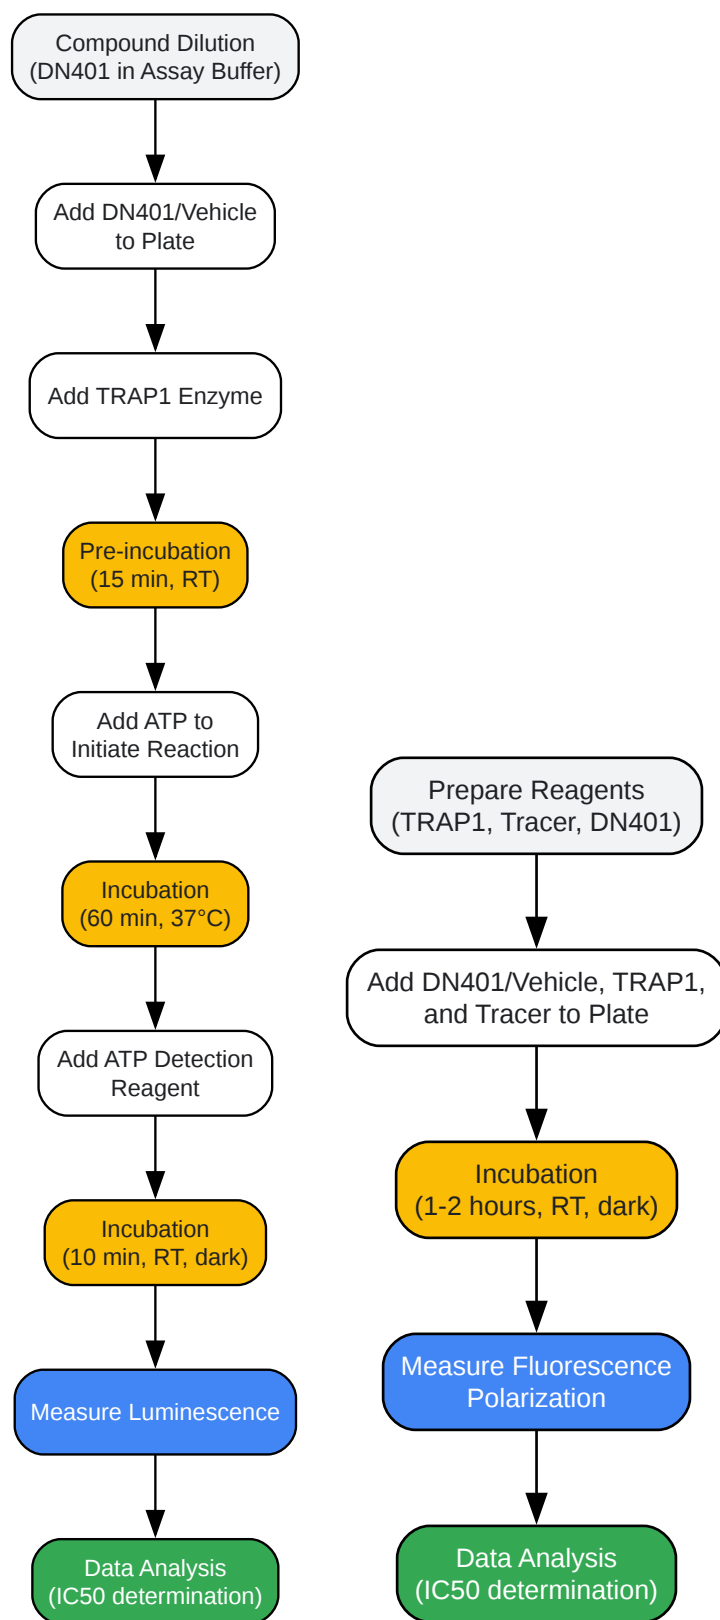 Compound Dilution
(DN401 in Assay Buffer)
Add DN401/Vehicle
to Plate
Add TRAP1 Enzyme
Pre-incubation
(15 min, RT)
Add ATP to
Initiate Reaction
Incubation
(60 min, 37°C)
Add ATP Detection
Reagent
Incubation
(10 min, RT, dark)
Measure Luminescence
Data Analysis
(IC50 determination)
Prepare Reagents
(TRAP1, Tracer, DN401)
Add DN401/Vehicle, TRAP1,
and Tracer to Plate
Incubation
(1-2 hours, RT, dark)
Measure Fluorescence
Polarization
Data Analysis
(IC50 determination)